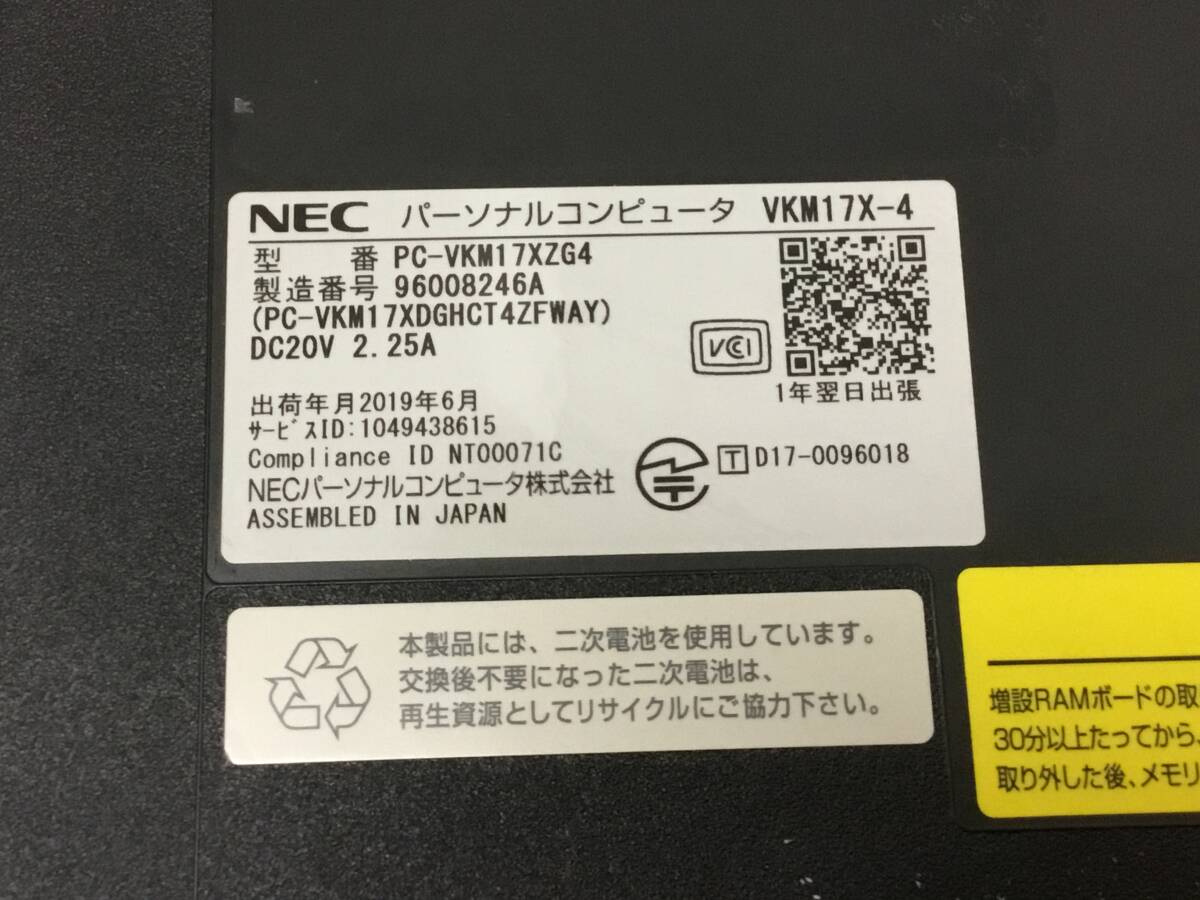 NEC パーソナルコンピュータ VKM17X-4
型 番 PC-VKM17XZG4
製造番号 96008246A
(PC-VKM17XDGHCT4ZFWAY)
DC20V 2.25A
VCI
1年翌日出張
出荷年月2019年6月
サービスID:1049438615
Compliance ID NT00071C
T D17-0096018
NECパーソナルコンピュータ株式会社
ASSEMBLED IN JAPAN
本製品には、二次電池を使用しています。
交換後不要になった二次電池は、
再生資源としてリサイクルにご協力下さい。
増設RAMボードの取
30分以上たってから、
取り外した後、メモリ